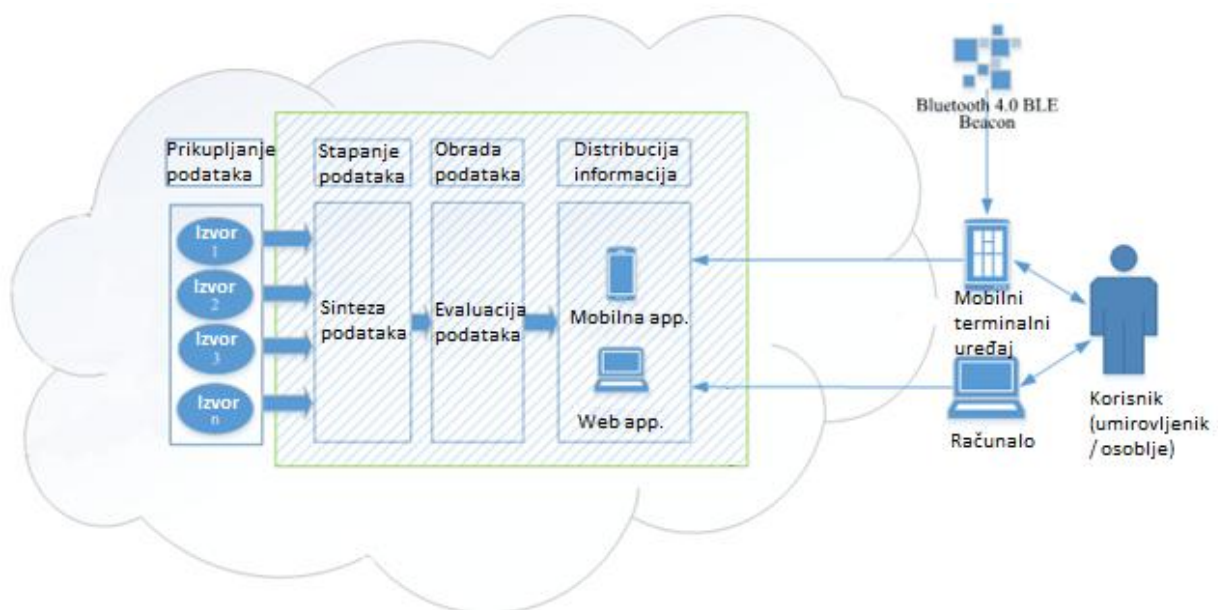 Bluetooth 4.0 BLE
Beacon
Prikupljanje
podataka
Stapanje
podataka
Obrada
podataka
Distribucija
informacija
Izvor
1
Izvor
2
Izvor
3
Izvor
n
Sinteza
podataka
Evaluacija
podataka
Mobilna app.
Web app.
Mobilni
terminalni
uređaj
Računalo
Korisnik
(umirovljenik
/ osoblje)